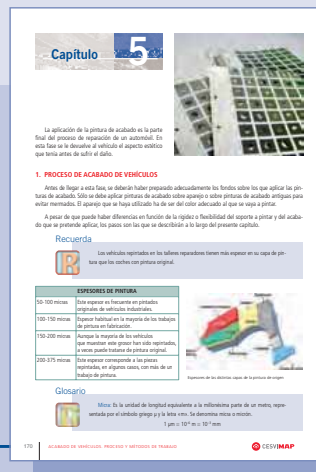 Capítulo 5
La aplicación de la pintura de acabado es la parte
final del proceso de reparación de un automóvil. En
esta fase se le devuelve al vehículo el aspecto estético
que tenía antes de sufrir el daño.
1. PROCESO DE ACABADO DE VEHÍCULOS
Antes de llegar a esta fase, se deberán haber preparado adecuadamente los fondos sobre los que aplicar las pin-
turas de acabado. Sólo se debe aplicar pinturas de acabado sobre aparejo o sobre pinturas de acabado antiguas para
evitar mermados. El aparejo que se haya utilizado ha de ser del color adecuado al que se vaya a pintar.
A pesar de que puede haber diferencias en función de la rigidez o flexibilidad del soporte a pintar y del acaba-
do que se pretende aplicar, los pasos son las que se describirán a lo largo del presente capítulo.
Recuerda
Los vehículos repintados en los talleres reparadores tienen más espesor en su capa de pin-
tura que los coches con pintura original.
ESPESORES DE PINTURA
50-100 micras Este espesor es frecuente en pintados
originales de vehículos industriales.
100-150 micras Espesor habitual en la mayoría de los trabajos
de pintura en fabricación.
150-200 micras Aunque la mayoría de los vehículos
que muestran este grosor han sido repintados,
a veces puede tratarse de pintura original.
200-375 micras Este espesor corresponde a las piezas
repintadas, en algunos casos, con más de un
trabajo de pintura.
Espesores de las distintas capas de la pintura de origen
Glosario
Micra: Es la unidad de longitud equivalente a la millonésima parte de un metro, repre-
sentada por el símbolo griego μ y la letra «m». Se denomina micra o micrón.
1 μm = 10⁻⁶ m = 10⁻³ mm
170 ACABADO DE VEHÍCULOS: PROCESO Y MÉTODOS DE TRABAJO
CESVIMAP